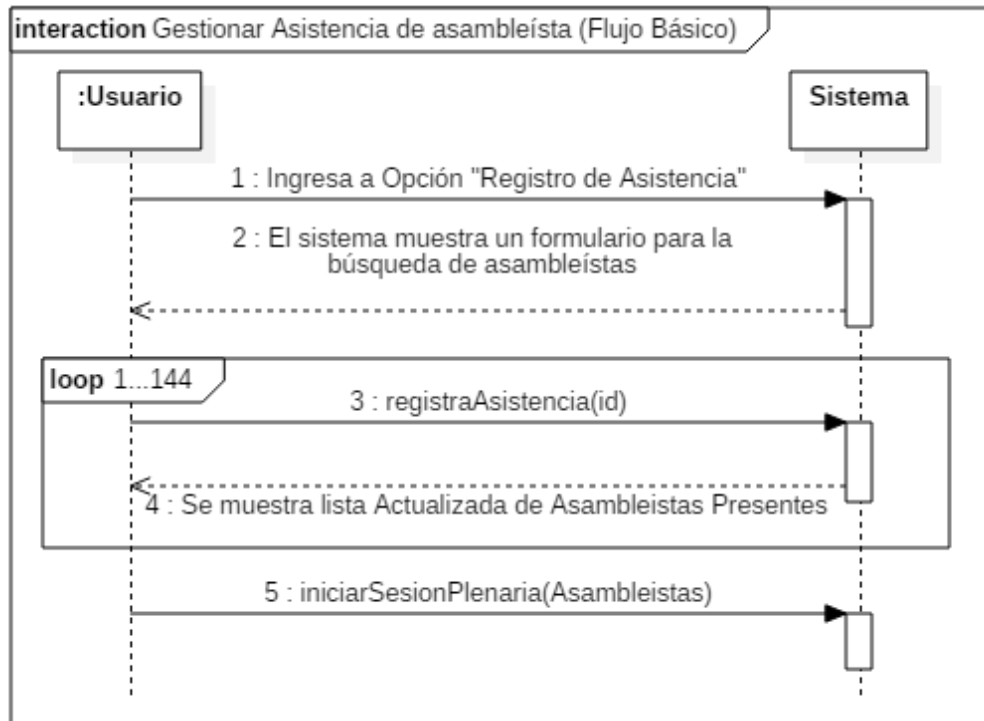 interaction Gestionar Asistencia de asambleísta (Flujo Básico)
:Usuario
Sistema
1 : Ingresa a Opción "Registro de Asistencia"
2 : El sistema muestra un formulario para la
búsqueda de asambleístas
loop 1...144
3 : registraAsistencia(id)
4 : Se muestra lista Actualizada de Asambleistas Presentes
5 : iniciarSesionPlenaria(Asambleistas)